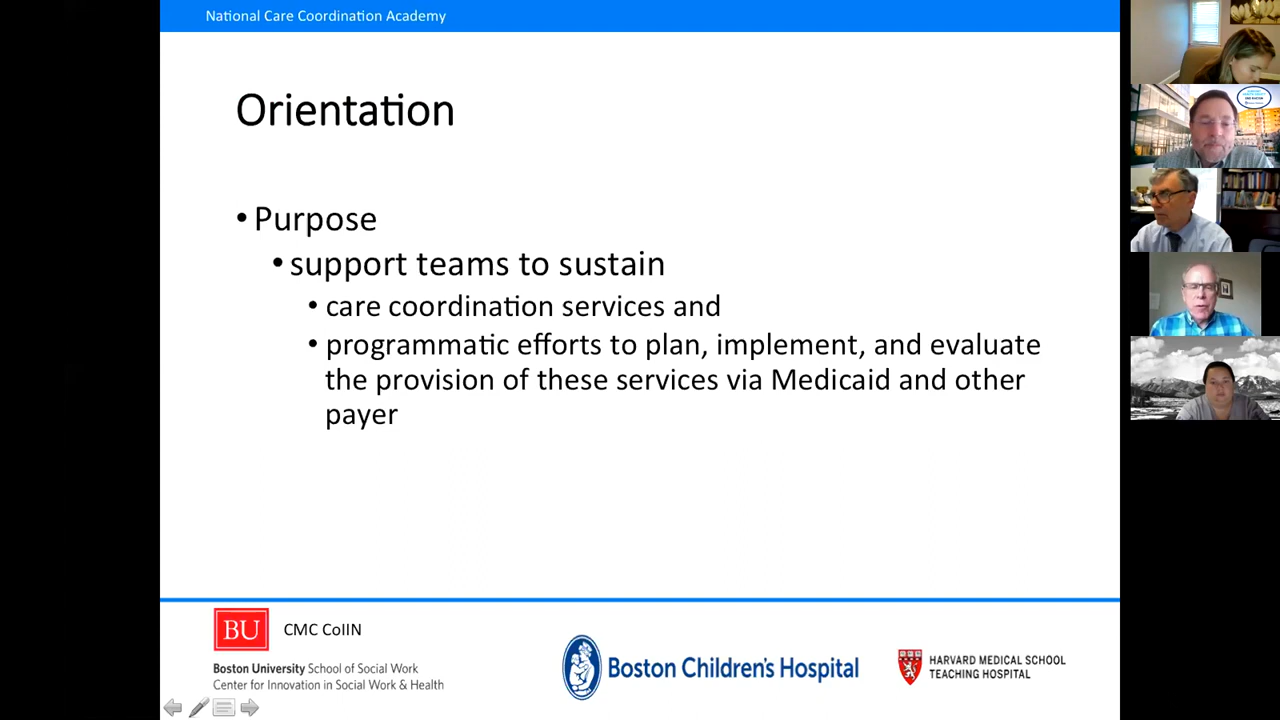 National Care Coordination Academy
Orientation
• Purpose
• support teams to sustain
• care coordination services and
• programmatic efforts to plan, implement, and evaluate
the provision of these services via Medicaid and other
payer
BU
CMC CoIIN
Boston University School of Social Work
Center for Innovation in Social Work & Health
Boston Children's Hospital
HARVARD MEDICAL SCHOOL
TEACHING HOSPITAL